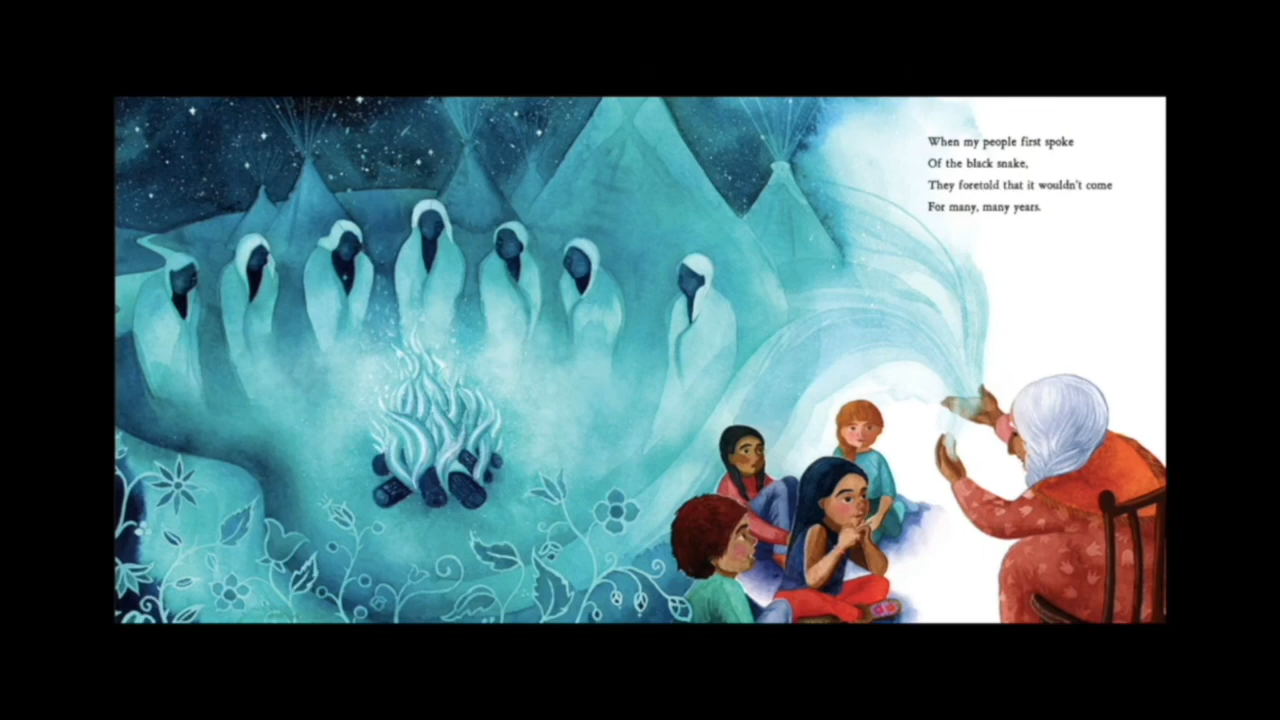 When my people first spoke
Of the black snake,
They foretold that it wouldn't come
For many, many years.